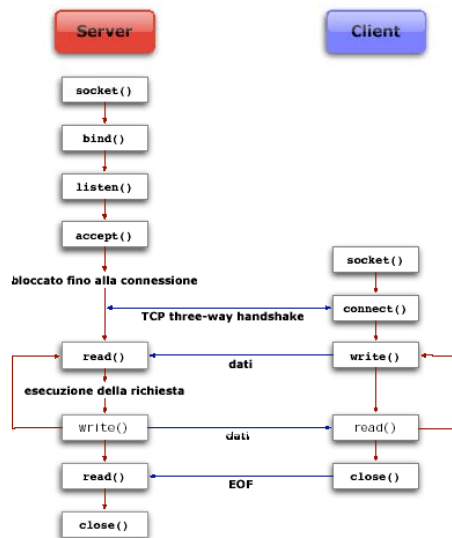 Server
Client
socket()
bind()
listen()
accept()
bloccato fino alla connessione
socket()
TCP three-way handshake
connect()
read()
dati
write()
esecuzione della richiesta
write()
dati
read()
read()
EOF
close()
close()